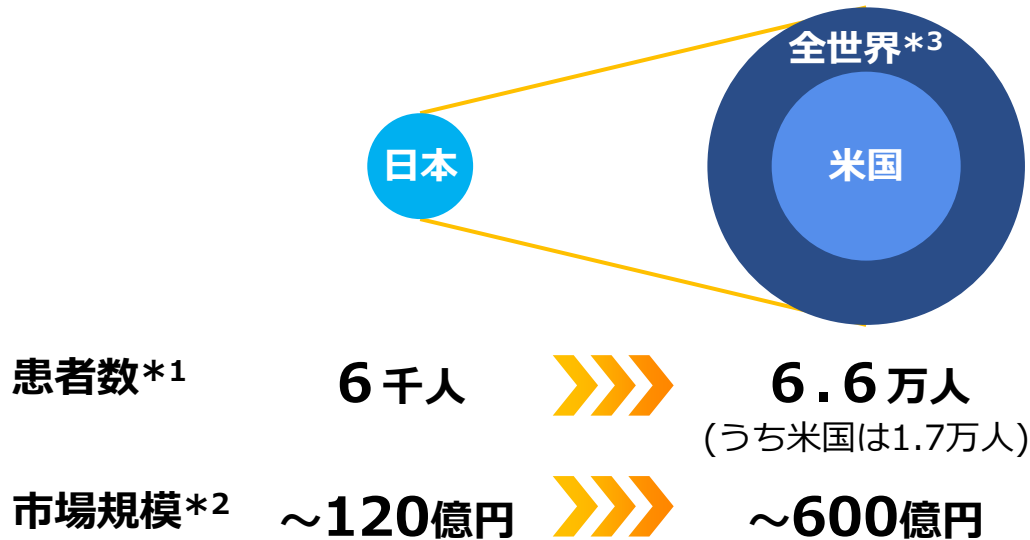 全世界*3
日本
米国
患者数*1 6千人 6.6万人
(うち米国は1.7万人)
市場規模*2 ～120億円 ～600億円